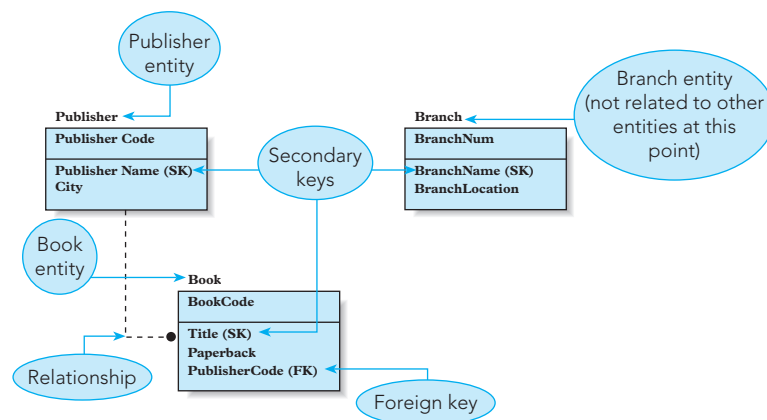 Publisher
entity
Branch entity
(not related to other
entities at this
point)
Publisher
Publisher Code
Publisher Name (SK)
City
Secondary
keys
Branch
BranchNum
BranchName (SK)
BranchLocation
Book
entity
Book
BookCode
Title (SK)
Paperback
PublisherCode (FK)
Relationship
Foreign key